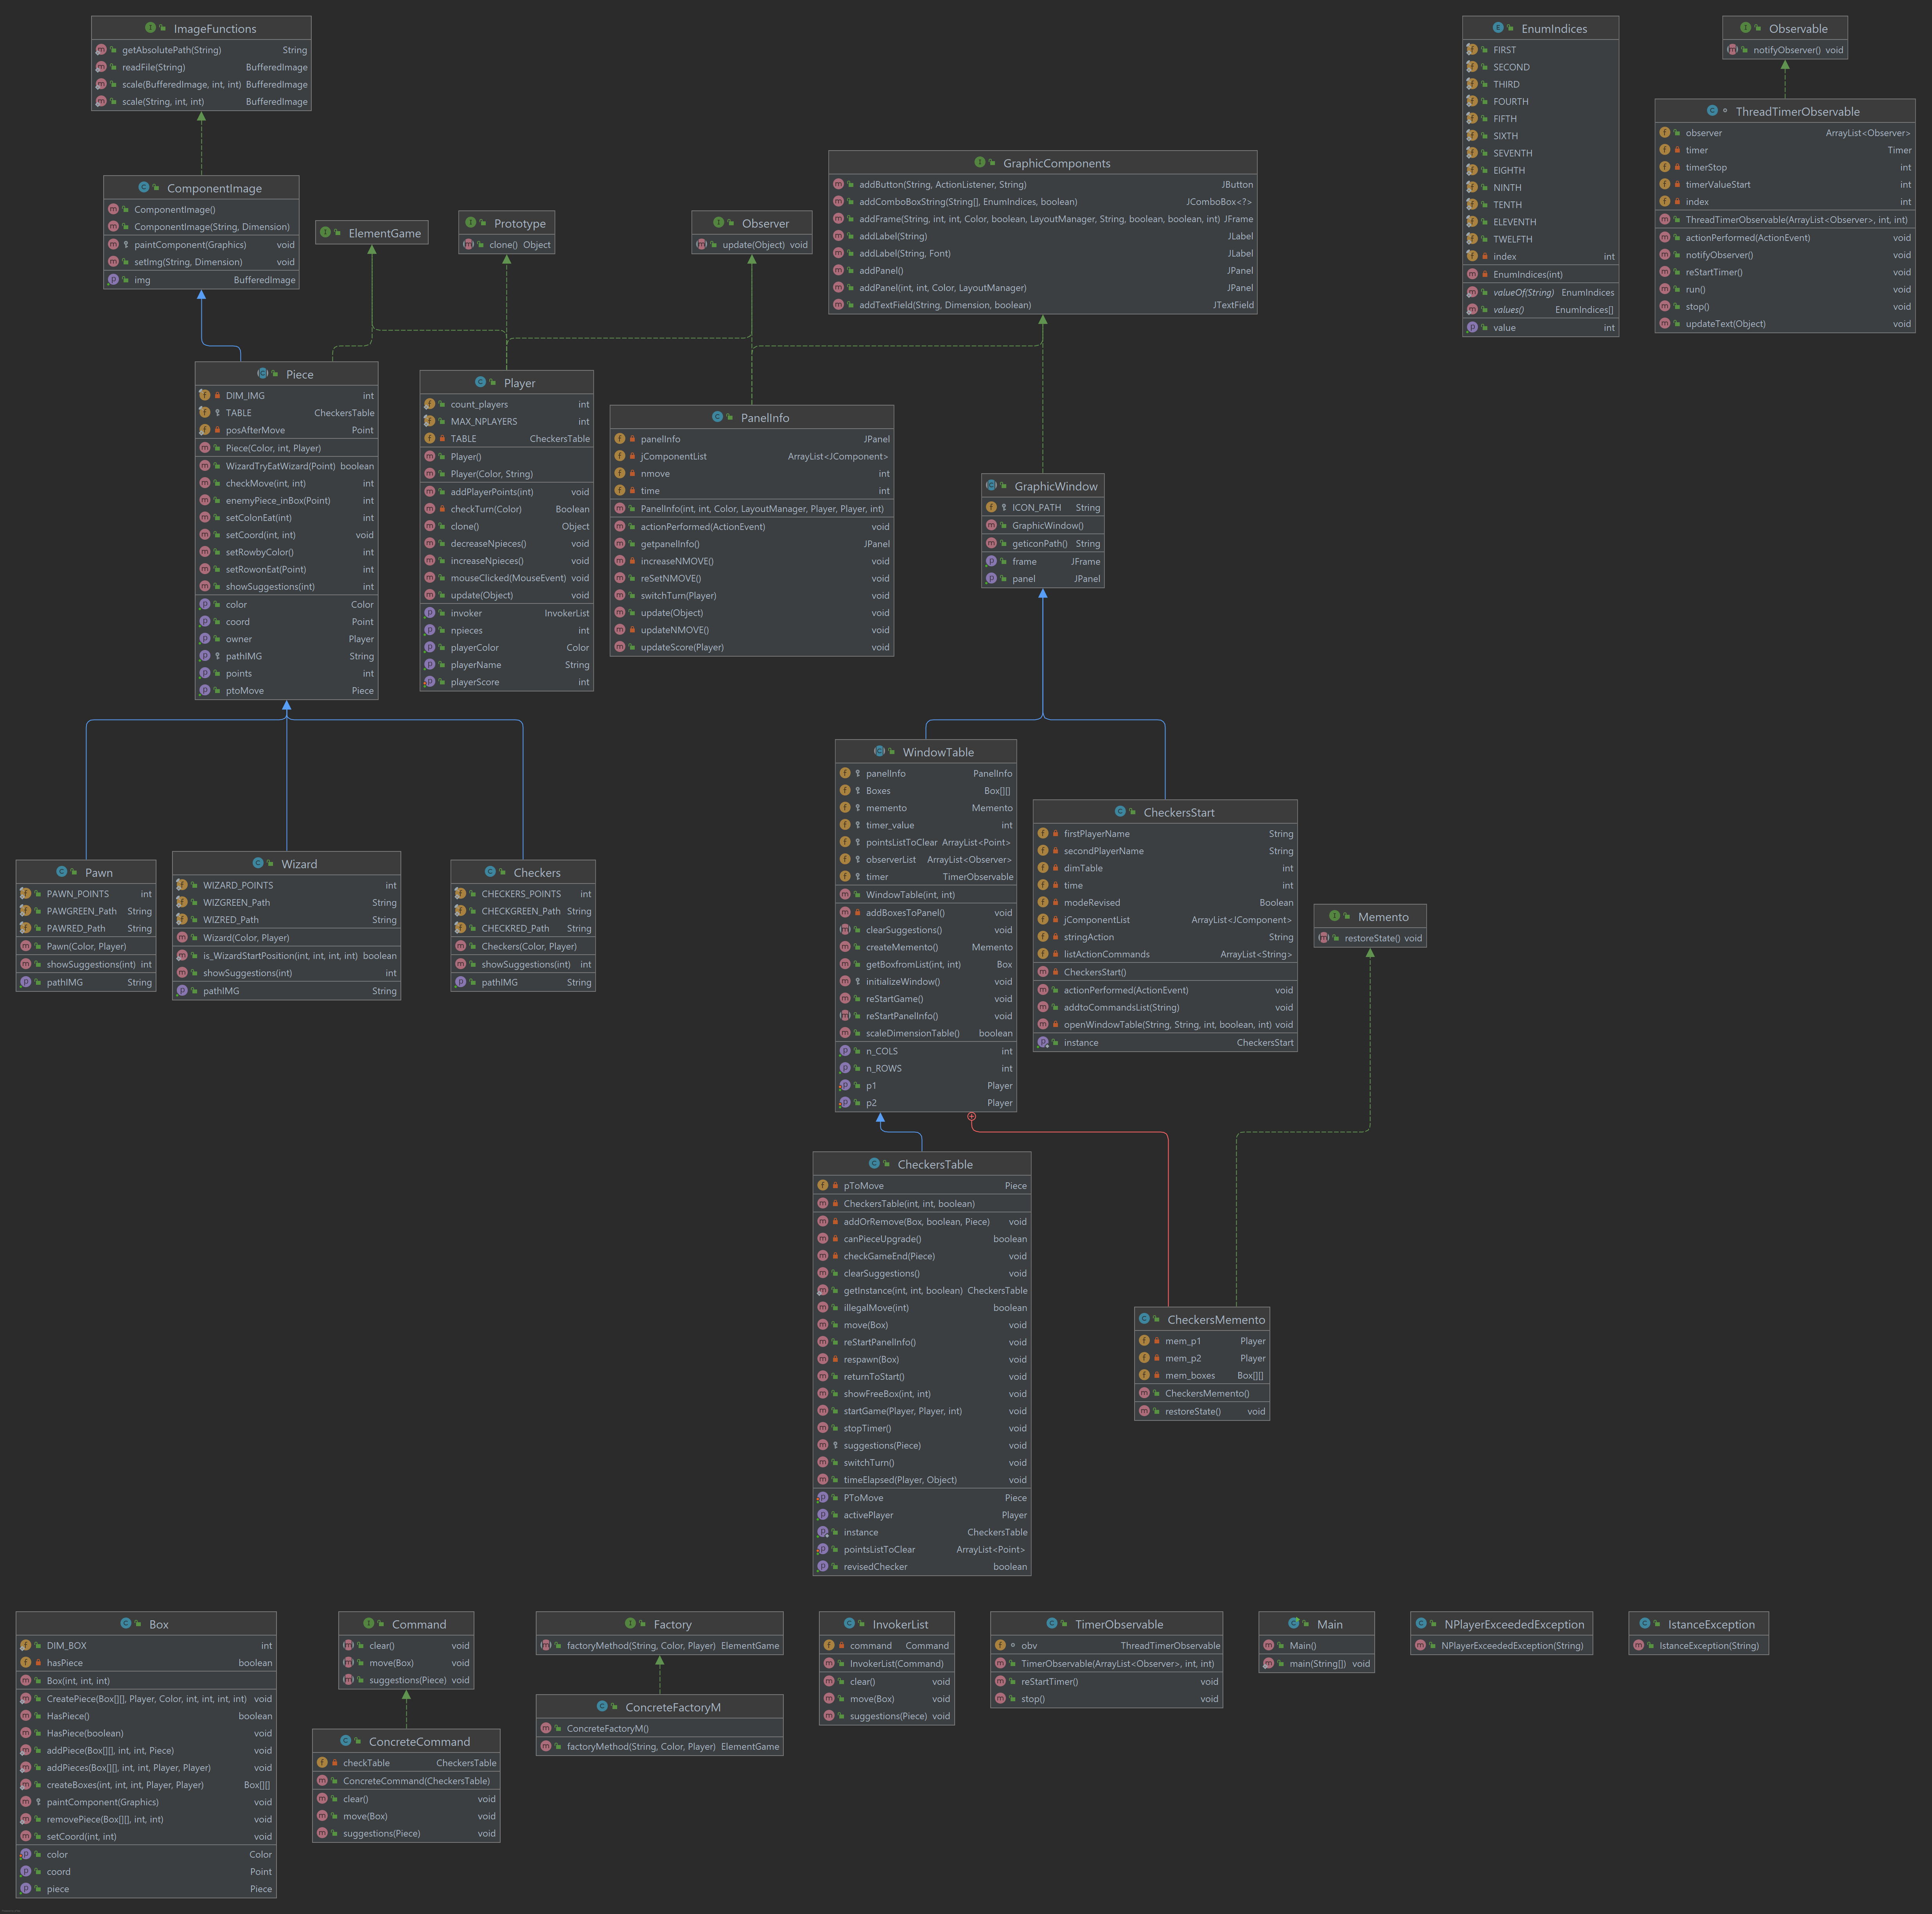 ImageFunctions
getAbsolutePath(String) String
readFile(String) BufferedImage
scale(BufferedImage, int, int) BufferedImage
scale(String, int, int) BufferedImage
EnumIndices
FIRST
SECOND
THIRD
FOURTH
FIFTH
SIXTH
SEVENTH
EIGHTH
NINTH
TENTH
ELEVENTH
TWELFTH
index int
EnumIndices(int)
valueOf(String) EnumIndices
values() EnumIndices[]
value int
Observable
notifyObserver() void
ThreadTimerObservable
observer ArrayList<Observer>
timer Timer
timerStop int
timerValueStart int
index int
ThreadTimerObservable(ArrayList<Observer>, int, int)
actionPerformed(ActionEvent) void
notifyObserver() void
reStartTimer() void
run() void
stop() void
updateText(Object) void
ComponentImage
ComponentImage()
ComponentImage(String, Dimension)
paintComponent(Graphics) void
setImg(String, Dimension) void
img BufferedImage
ElementGame
Prototype
clone() Object
Observer
update(Object) void
GraphicComponents
addButton(String, ActionListener, String) JButton
addComboBoxString(String[], EnumIndices, boolean) JComboBox<?>
addFrame(String, int, int, Color, boolean, LayoutManager, String, boolean, boolean, int) JFrame
addLabel(String) JLabel
addLabel(String, Font) JLabel
addPanel() JPanel
addPanel(int, int, Color, LayoutManager) JPanel
addTextField(String, Dimension, boolean) JTextField
Piece
DIM_IMG int
TABLE CheckersTable
posAfterMove Point
Piece(Color, int, Player)
WizardTryEatWizard(Point) boolean
checkMove(int, int) int
enemyPiece_inBox(Point) int
setColonEat(int) int
setCoord(int, int) void
setRowbyColor() int
setRowonEat(Point) int
showSuggestions(int) int
color Color
coord Point
owner Player
pathIMG String
points int
ptoMove Piece
Player
count_players int
MAX_NPLAYERS int
TABLE CheckersTable
Player()
Player(Color, String)
addPlayerPoints(int) void
checkTurn(Color) Boolean
clone() Object
decreaseNpieces() void
increaseNpieces() void
mouseClicked(MouseEvent) void
update(Object) void
invoker InvokerList
npieces int
playerColor Color
playerName String
playerScore int
PanelInfo
panelInfo JPanel
jComponentList ArrayList<JComponent>
nmove int
time int
PanelInfo(int, int, Color, LayoutManager, Player, Player, int)
actionPerformed(ActionEvent) void
getpanelInfo() JPanel
increaseNMOVE() void
reSetNMOVE() void
switchTurn(Player) void
update(Object) void
updateNMOVE() void
updateScore(Player) void
GraphicWindow
ICON_PATH String
GraphicWindow()
geticonPath() String
frame JFrame
panel JPanel
WindowTable
panelInfo PanelInfo
Boxes Box[][]
memento Memento
timer_value int
pointsListToClear ArrayList<Point>
observerList ArrayList<Observer>
timer TimerObservable
WindowTable(int, int)
addBoxesToPanel() void
clearSuggestions() void
createMemento() Memento
getBoxfromList(int, int) Box
initializeWindow() void
reStartGame() void
reStartPanelInfo() void
scaleDimensionTable() boolean
n_COLS int
n_ROWS int
p1 Player
p2 Player
CheckersStart
firstPlayerName String
secondPlayerName String
dimTable int
time int
modeRevised Boolean
jComponentList ArrayList<JComponent>
stringAction String
listActionCommands ArrayList<String>
CheckersStart()
actionPerformed(ActionEvent) void
addtoCommandsList(String) void
openWindowTable(String, String, int, boolean, int) void
instance CheckersStart
Pawn
PAWN_POINTS int
PAWGREEN_Path String
PAWRED_Path String
Pawn(Color, Player)
showSuggestions(int) int
pathIMG String
Wizard
WIZARD_POINTS int
WIZGREEN_Path String
WIZRED_Path String
Wizard(Color, Player)
is_WizardStartPosition(int, int, int, int) boolean
showSuggestions(int) int
pathIMG String
Checkers
CHECKERS_POINTS int
CHECKGREEN_Path String
CHECKRED_Path String
Checkers(Color, Player)
showSuggestions(int) int
pathIMG String
Memento
restoreState() void
CheckersTable
pToMove Piece
CheckersTable(int, int, boolean)
addOrRemove(Box, boolean, Piece) void
canPieceUpgrade() boolean
checkGameEnd(Piece) void
clearSuggestions() void
getInstance(int, int, boolean) CheckersTable
illegalMove(int) boolean
move(Box) void
reStartPanelInfo() void
respawn(Box) void
returnToStart() void
showFreeBox(int, int) void
startGame(Player, Player, int) void
stopTimer() void
suggestions(Piece) void
switchTurn() void
timeElapsed(Player, Object) void
PToMove Piece
activePlayer Player
instance CheckersTable
pointsListToClear ArrayList<Point>
revisedChecker boolean
CheckersMemento
mem_p1 Player
mem_p2 Player
mem_boxes Box[][]
CheckersMemento()
restoreState() void
Box
DIM_BOX int
hasPiece boolean
Box(int, int, int)
CreatePiece(Box[][], Player, Color, int, int, int, int) void
HasPiece() boolean
HasPiece(boolean) void
addPiece(Box[][], int, int, Piece) void
addPieces(Box[][], int, int, Player, Player) void
createBoxes(int, int, int, Player, Player) Box[][]
paintComponent(Graphics) void
removePiece(Box[][], int, int) void
setCoord(int, int) void
color Color
coord Point
piece Piece
Command
clear() void
move(Box) void
suggestions(Piece) void
ConcreteCommand
checkTable CheckersTable
ConcreteCommand(CheckersTable)
clear() void
move(Box) void
suggestions(Piece) void
Factory
factoryMethod(String, Color, Player) ElementGame
ConcreteFactoryM
ConcreteFactoryM()
factoryMethod(String, Color, Player) ElementGame
InvokerList
command Command
InvokerList(Command)
clear() void
move(Box) void
suggestions(Piece) void
TimerObservable
obv ThreadTimerObservable
TimerObservable(ArrayList<Observer>, int, int)
reStartTimer() void
stop() void
Main
Main()
main(String[]) void
NPlayerExceededException
NPlayerExceededException(String)
IstanceException
IstanceException(String)